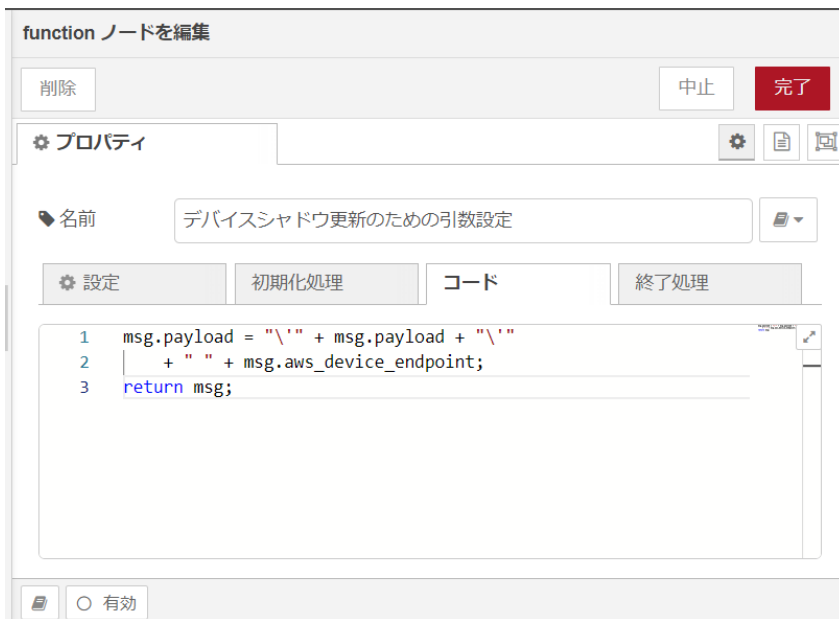 function ノードを編集
削除 中止 完了
プロパティ
名前 デバイスシャドウ更新のための引数設定
設定 初期化処理 コード 終了処理
1 msg.payload = "\'" + msg.payload + "\'"
2 + " " + msg.aws_device_endpoint;
3 return msg;
有効